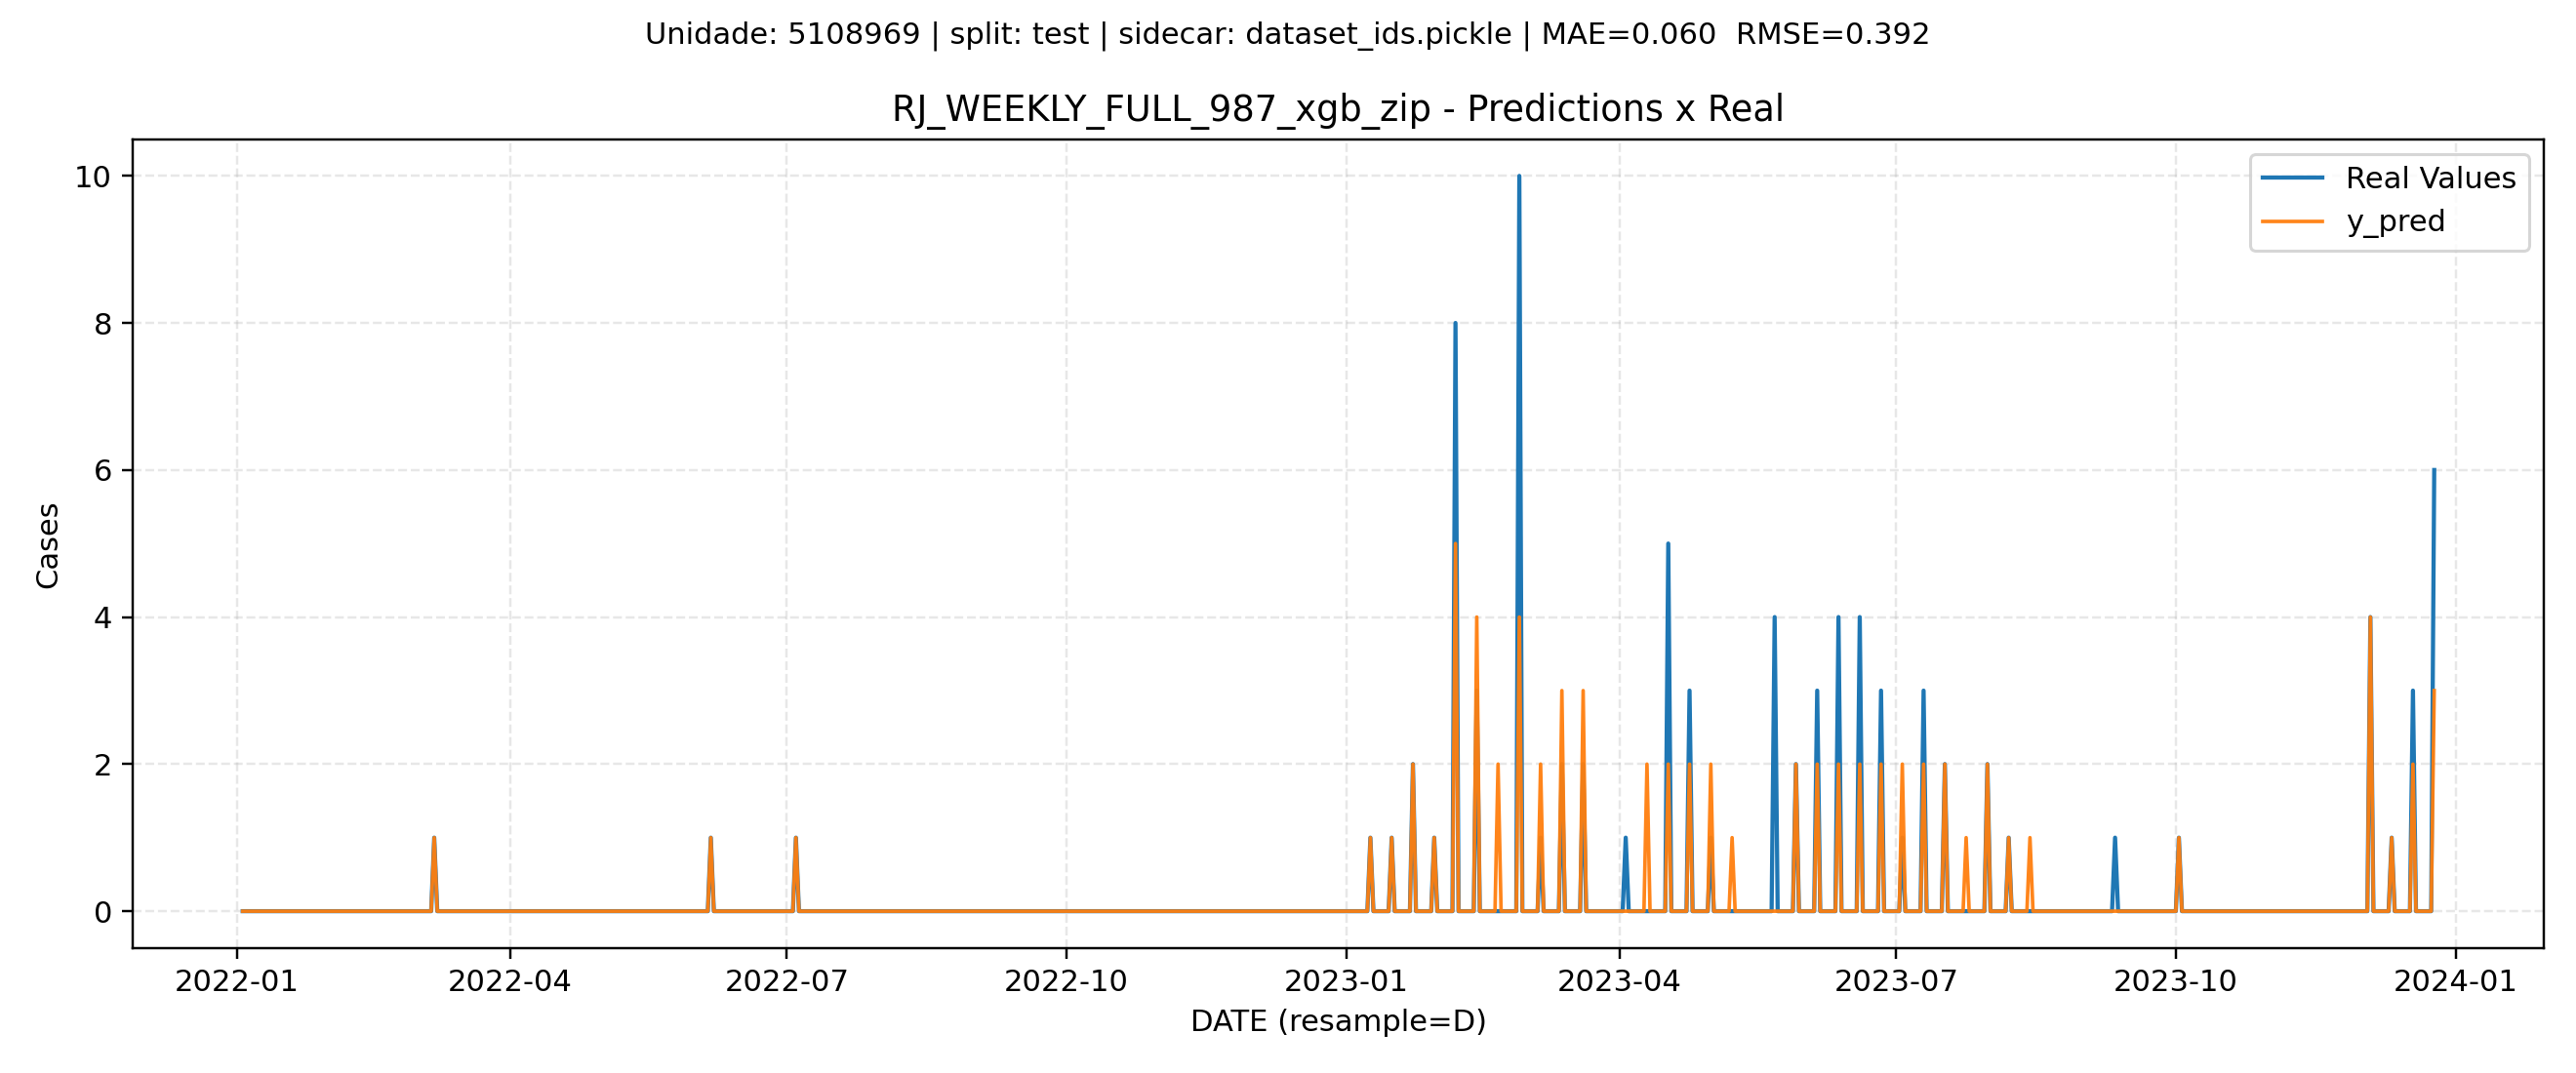 Unidade: 5108969 | split: test | sidecar: dataset_ids.pickle | MAE=0.060  RMSE=0.392
RJ_WEEKLY_FULL_987_xgb_zip - Predictions x Real
Real Values
y_pred
10
8
6
4
2
0
Cases
2022-01
2022-04
2022-07
2022-10
2023-01
2023-04
2023-07
2023-10
2024-01
DATE (resample=D)